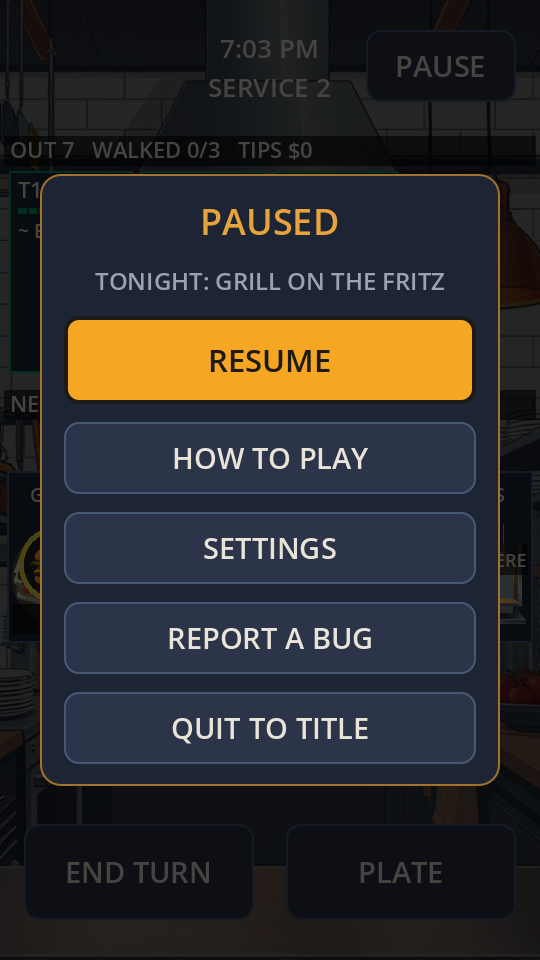 7:03 PM
SERVICE 2
PAUSE
OUT 7 WALKED 0/3 TIPS $0
T1
PAUSED
TONIGHT: GRILL ON THE FRITZ
RESUME
HOW TO PLAY
SETTINGS
REPORT A BUG
QUIT TO TITLE
END TURN
PLATE